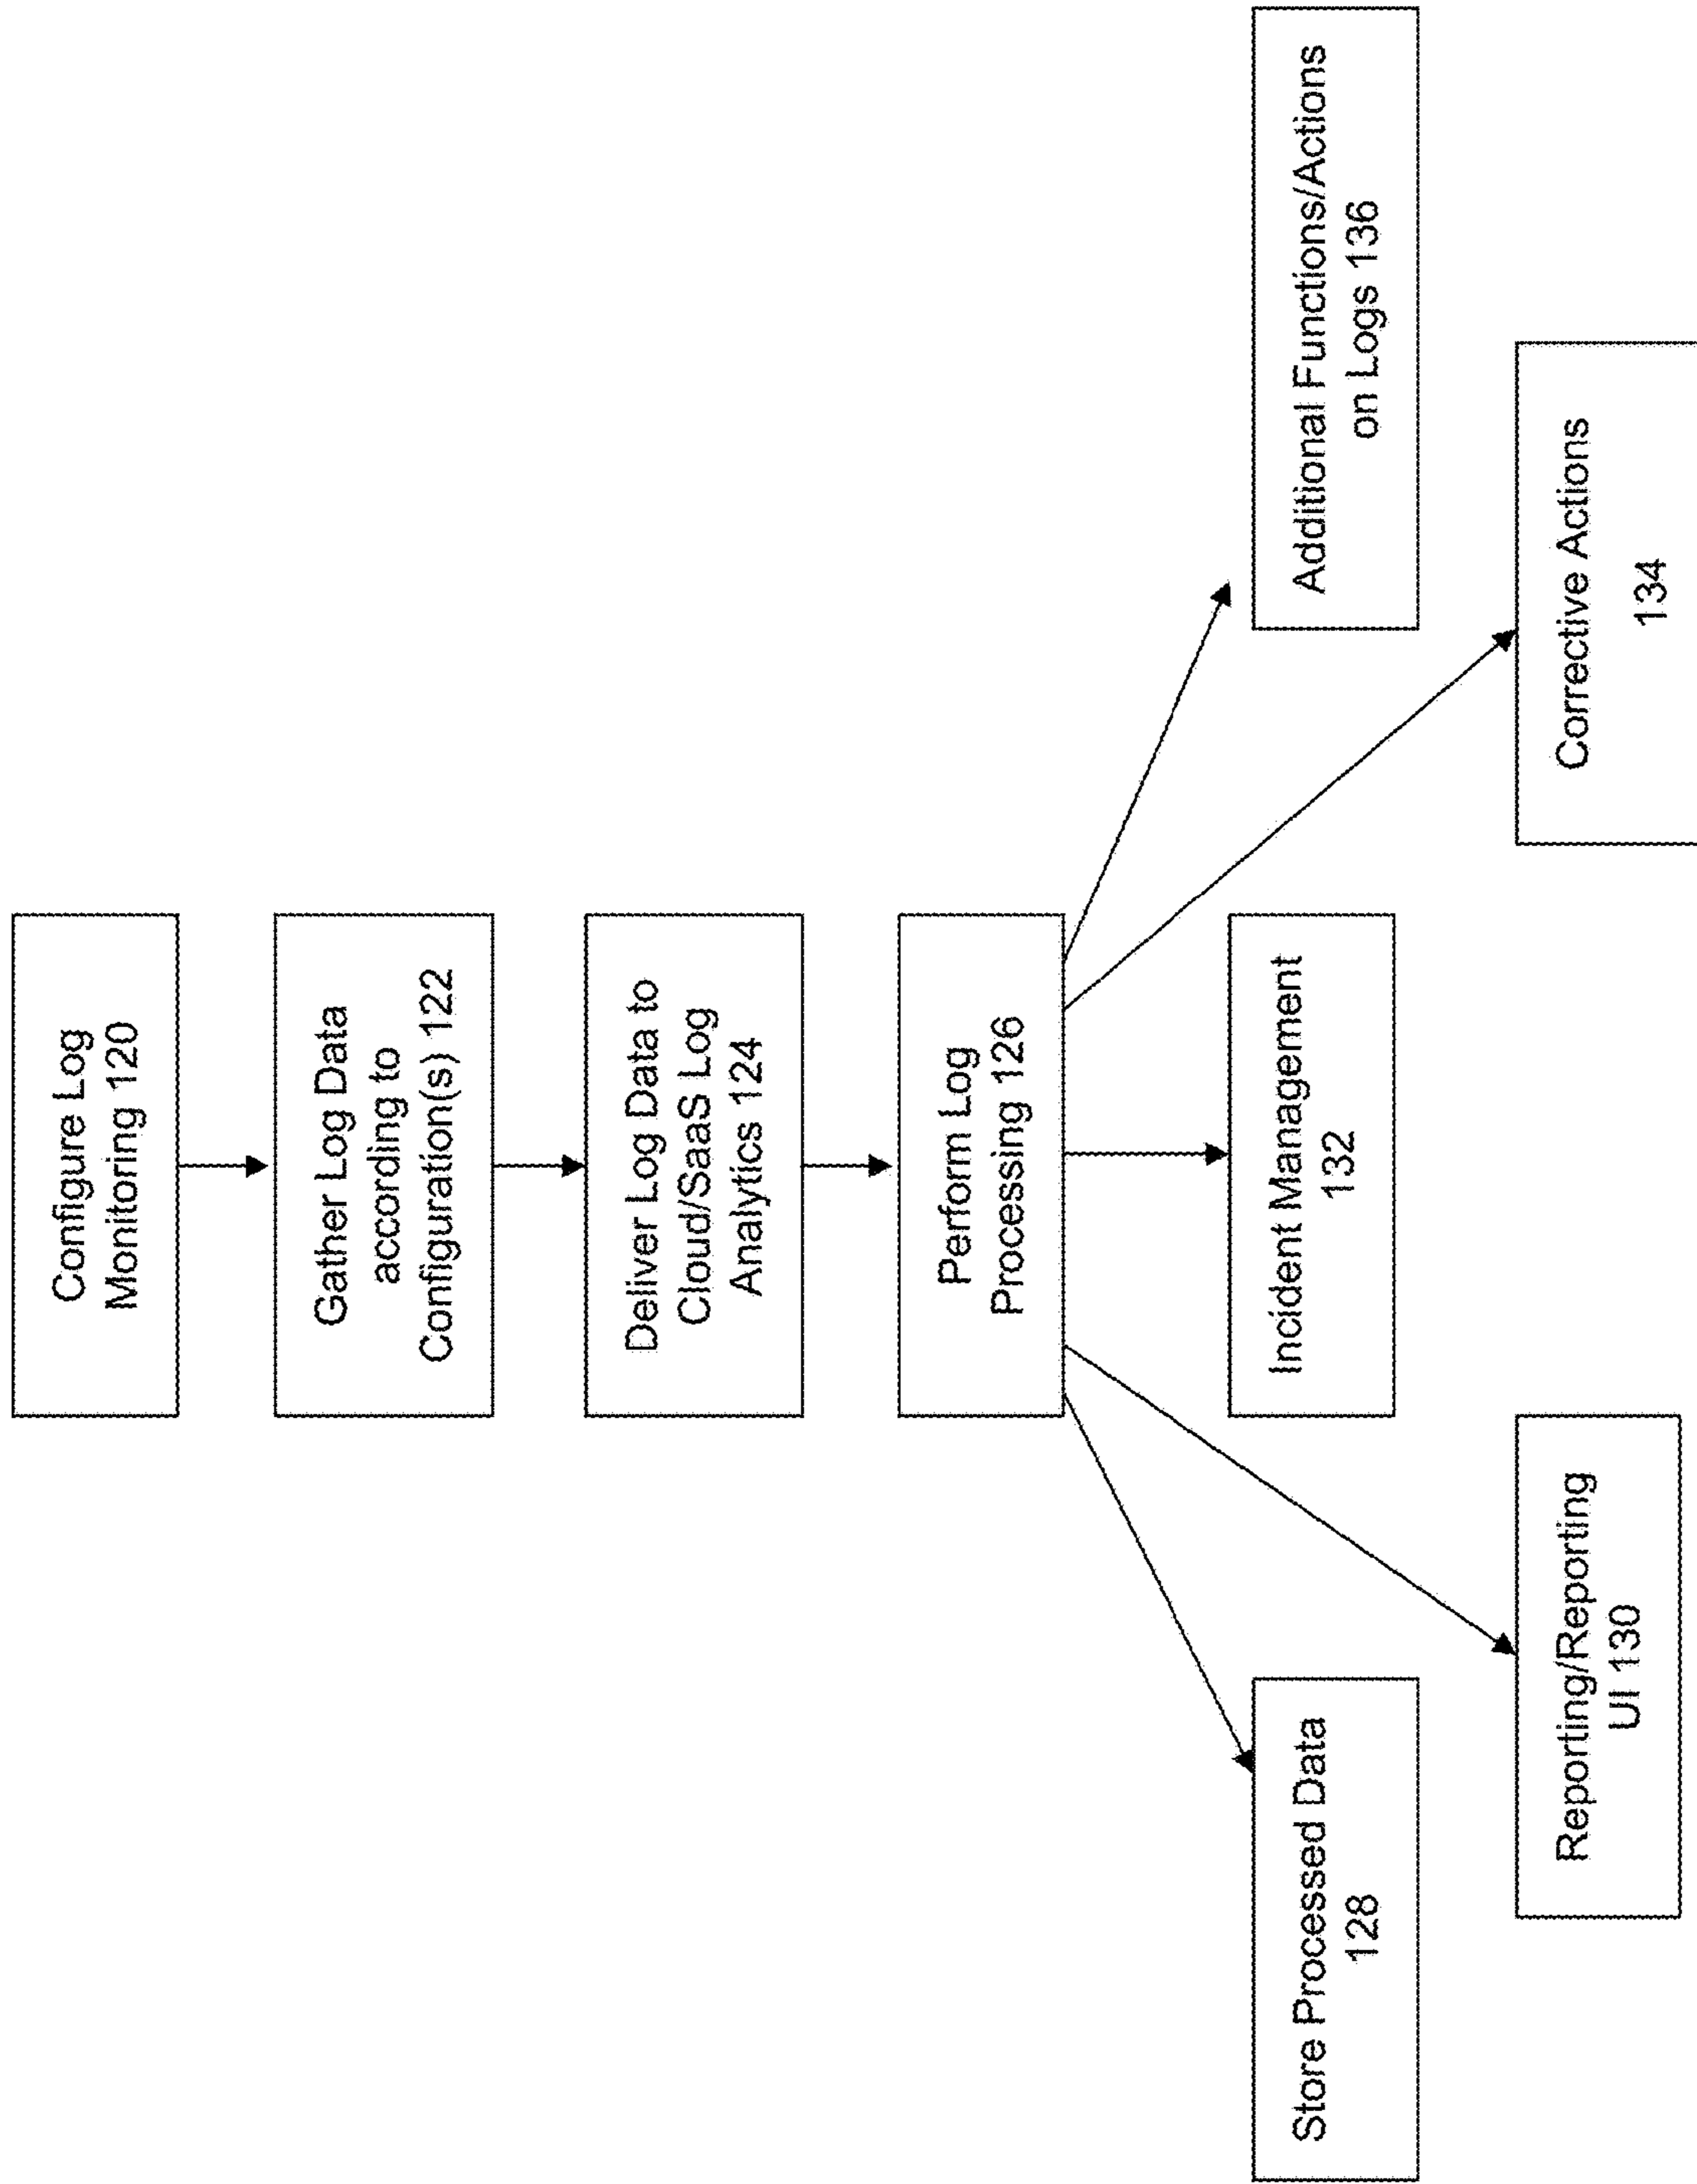 Configure Log
Monitoring 120
Gather Log Data
according to
Configuration(s) 122
Deliver Log Data to
Cloud/SaaS Log
Analytics 124
Perform Log
Processing 126
Store Processed Data
128
Reporting/Reporting
UI 130
Incident Management
132
Corrective Actions
134
Additional Functions/Actions
on Logs 136